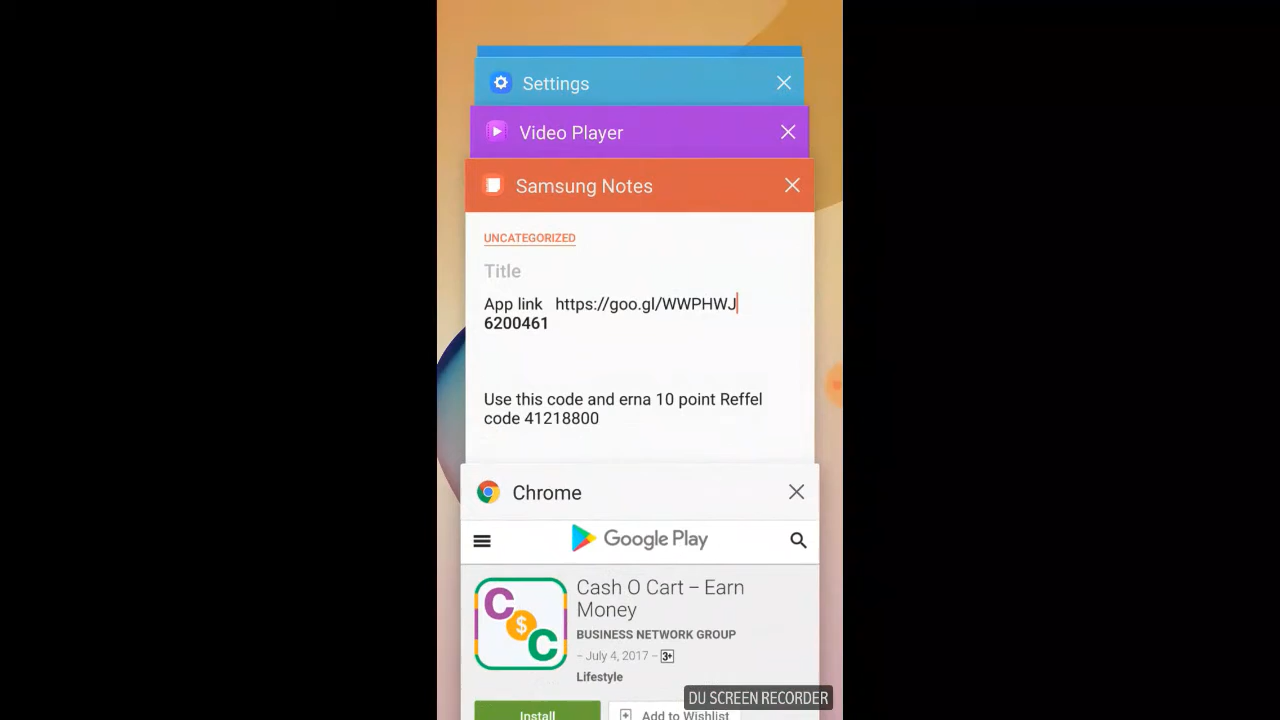 Settings
Video Player
Samsung Notes
UNCATEGORIZED
Title
App link https://goo.gl/WWPHWJ
6200461
Use this code and erna 10 point Reffel
code 41218800
Chrome
Google Play
Cash O Cart – Earn
Money
BUSINESS NETWORK GROUP
– July 4, 2017 – 3+
Lifestyle
Install
Add to Wishlist
DU SCREEN RECORDER